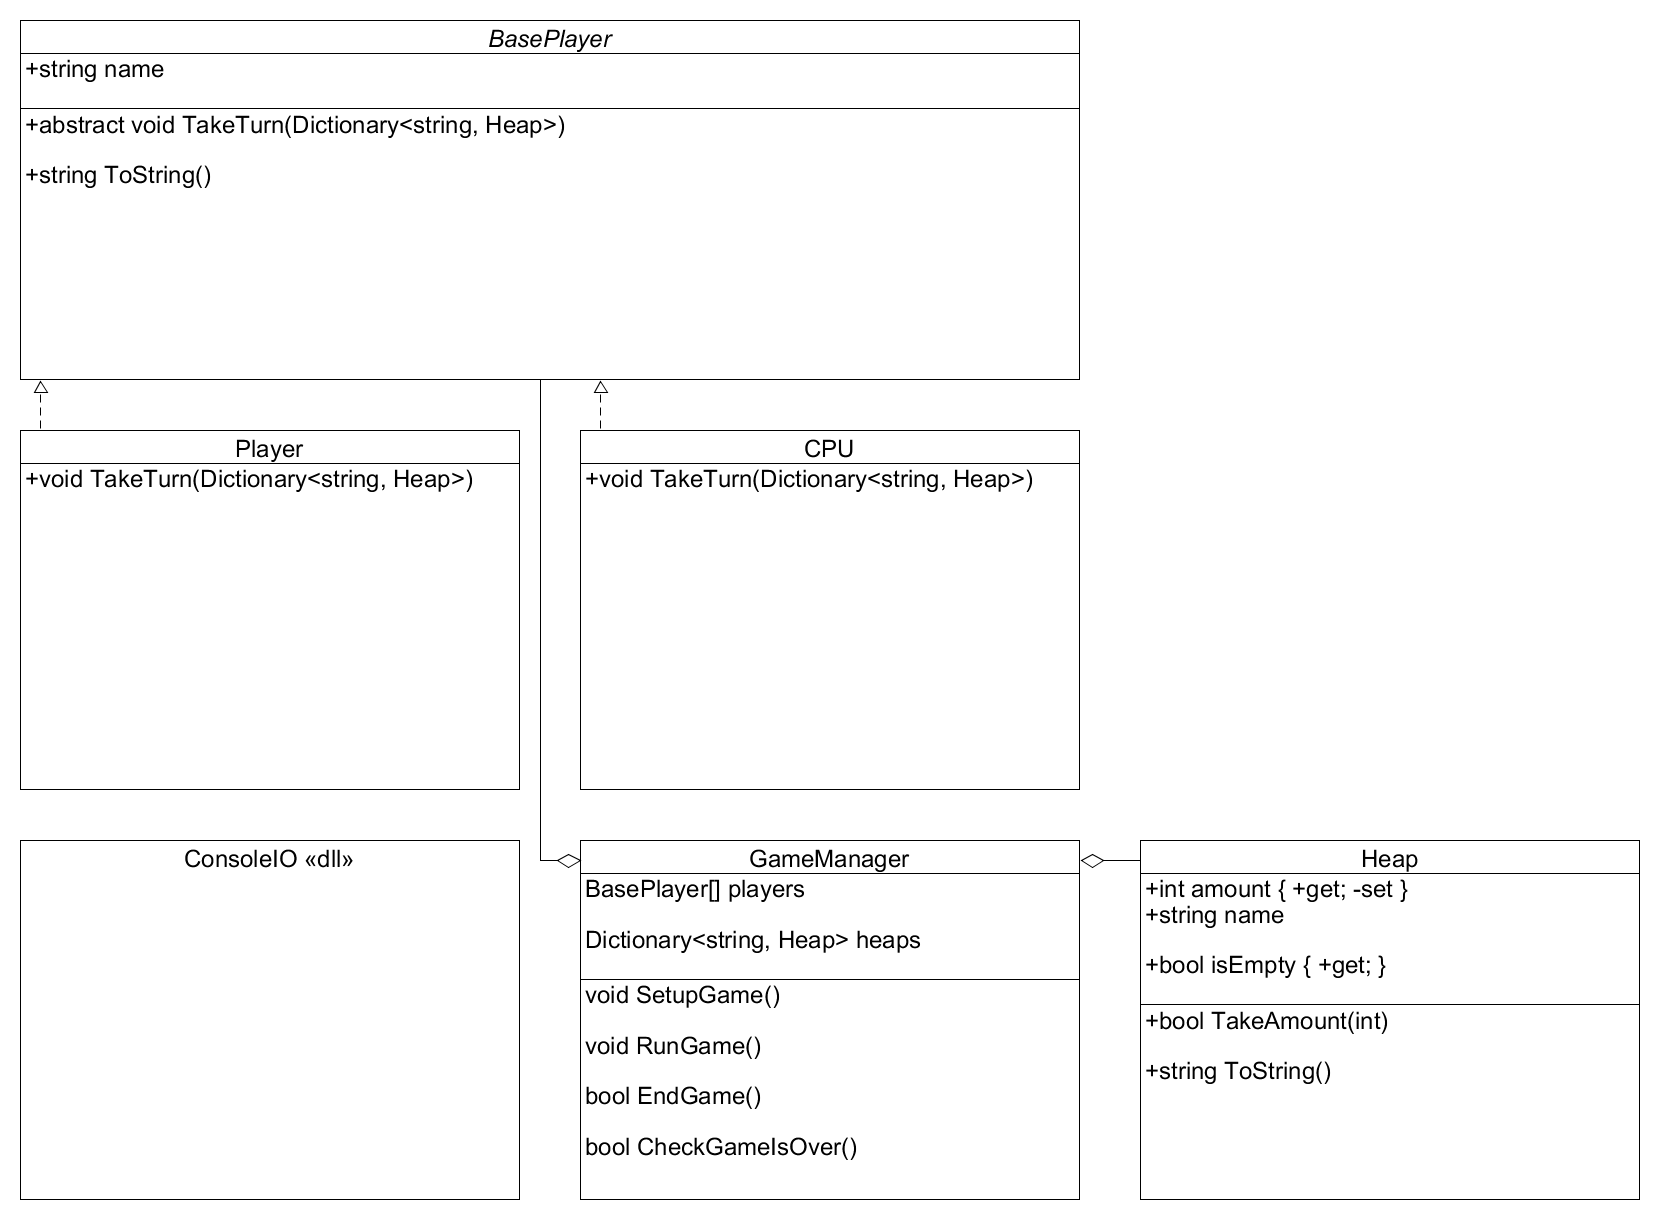 BasePlayer
+string name
+abstract void TakeTurn(Dictionary<string, Heap>)
+string ToString()
Player
+void TakeTurn(Dictionary<string, Heap>)
CPU
+void TakeTurn(Dictionary<string, Heap>)
ConsoleIO «dll»
GameManager
BasePlayer[] players
Dictionary<string, Heap> heaps
void SetupGame()
void RunGame()
bool EndGame()
bool CheckGameIsOver()
Heap
+int amount { +get; -set }
+string name
+bool isEmpty { +get; }
+bool TakeAmount(int)
+string ToString()